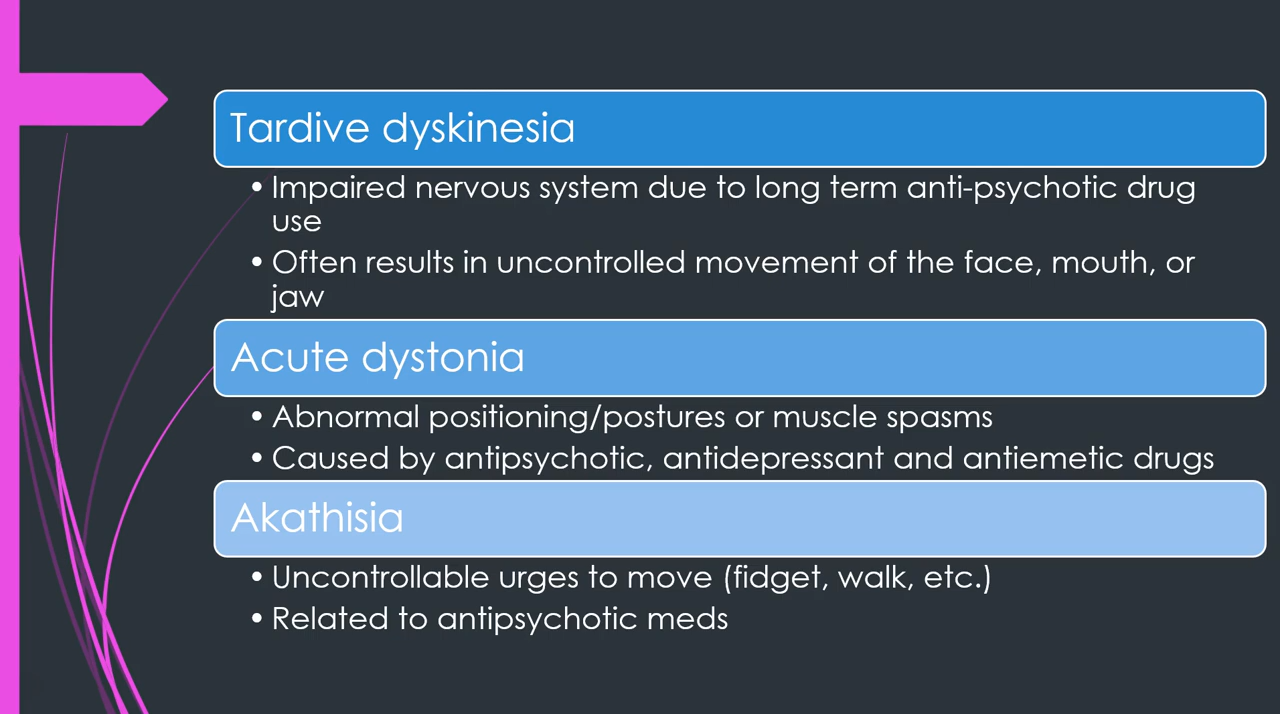 Tardive dyskinesia
• Impaired nervous system due to long term anti-psychotic drug
use
• Often results in uncontrolled movement of the face, mouth, or
jaw
Acute dystonia
• Abnormal positioning/postures or muscle spasms
• Caused by antipsychotic, antidepressant and antiemetic drugs
Akathisia
• Uncontrollable urges to move (fidget, walk, etc.)
• Related to antipsychotic meds